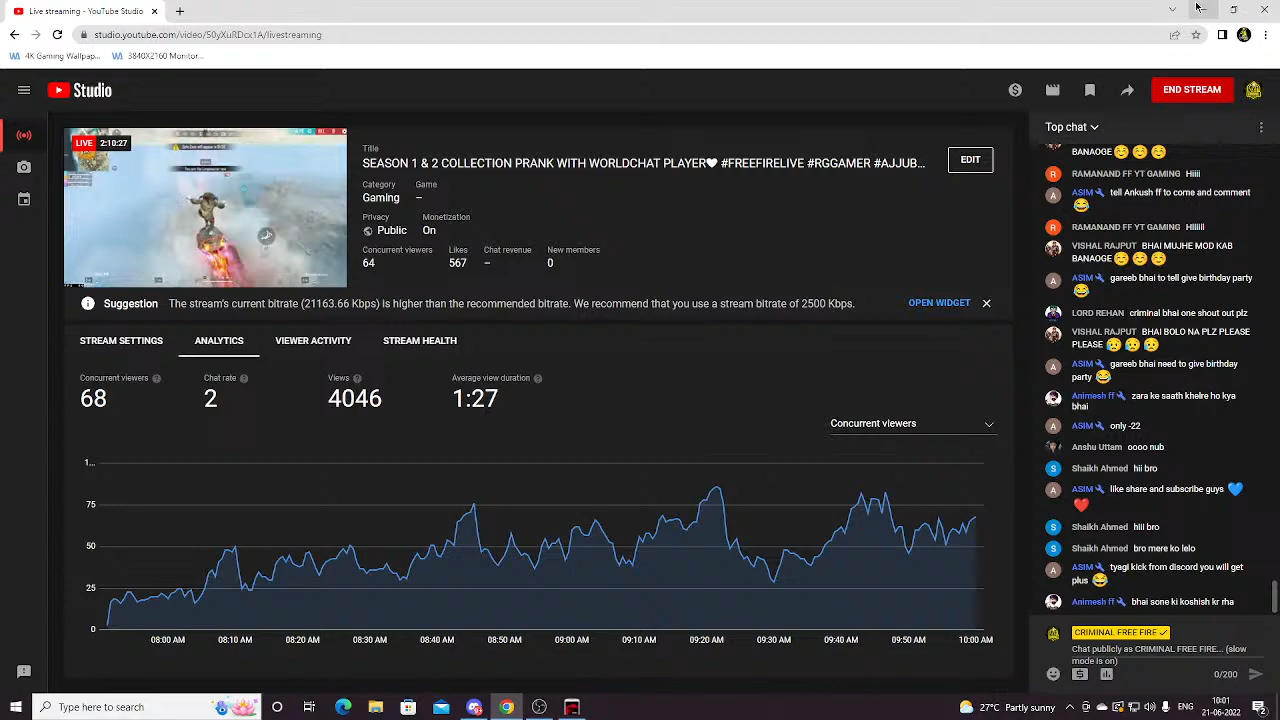 Live streaming - YouTube Studio
studio.youtube.com/video/S0yXuRDcx1A/livestreaming
4K Gaming Wallpap...
3840X2160 Monitor...
Studio
END STREAM
LIVE 2:10:27
Title
SEASON 1 & 2 COLLECTION PRANK WITH WORLDCHAT PLAYER🤍 #FREEFIRELIVE #RGGAMER #AJJUB...
EDIT
Category Game
Gaming –
Privacy Monetization
Public On
Concurrent viewers Likes Chat revenue New members
64 567 – 0
Suggestion The stream's current bitrate (21163.66 Kbps) is higher than the recommended bitrate. We recommend that you use a stream bitrate of 2500 Kbps.
OPEN WIDGET
STREAM SETTINGS ANALYTICS VIEWER ACTIVITY STREAM HEALTH
Concurrent viewers Chat rate Views Average view duration
68 2 4046 1:27
Concurrent viewers
1...
75
50
25
0
08:00 AM 08:10 AM 08:20 AM 08:30 AM 08:40 AM 08:50 AM 09:00 AM 09:10 AM 09:20 AM 09:30 AM 09:40 AM 09:50 AM 10:00 AM
Top chat
BANAOGE 😊 😊 😊
R RAMANAND FF YT GAMING Hiiii
A ASIM tell Ankush ff to come and comment
😂
R RAMANAND FF YT GAMING HIIIIII
VISHAL RAJPUT BHAI MUJHE MOD KAB
BANAOGE 😊 😊 😊
A ASIM gareeb bhai to tell give birthday party
😂
LORD REHAN criminal bhai one shout out plz
VISHAL RAJPUT BHAI BOLO NA PLZ PLEASE
PLEASE 😥 😥 😥
A ASIM gareeb bhai need to give birthday
party 😂
Animesh ff zara ke saath khelre ho kya
bhai
A ASIM only -22
Anshu Uttam oooo nub
S Shaikh Ahmed hii bro
A ASIM like share and subscribe guys 💙
❤️
S Shaikh Ahmed hIiI bro
S Shaikh Ahmed bro mere ko lelo
A ASIM tyagI kick from discord you will get
plus 😂
Animesh ff bhai sone ki koshish kr rha
CRIMINAL FREE FIRE
Chat publicly as CRIMINAL FREE FIRE... (slow
mode is on)
0/200
Type here to search
27°C Partly sunny
ENG
10:01
21-06-2022
2